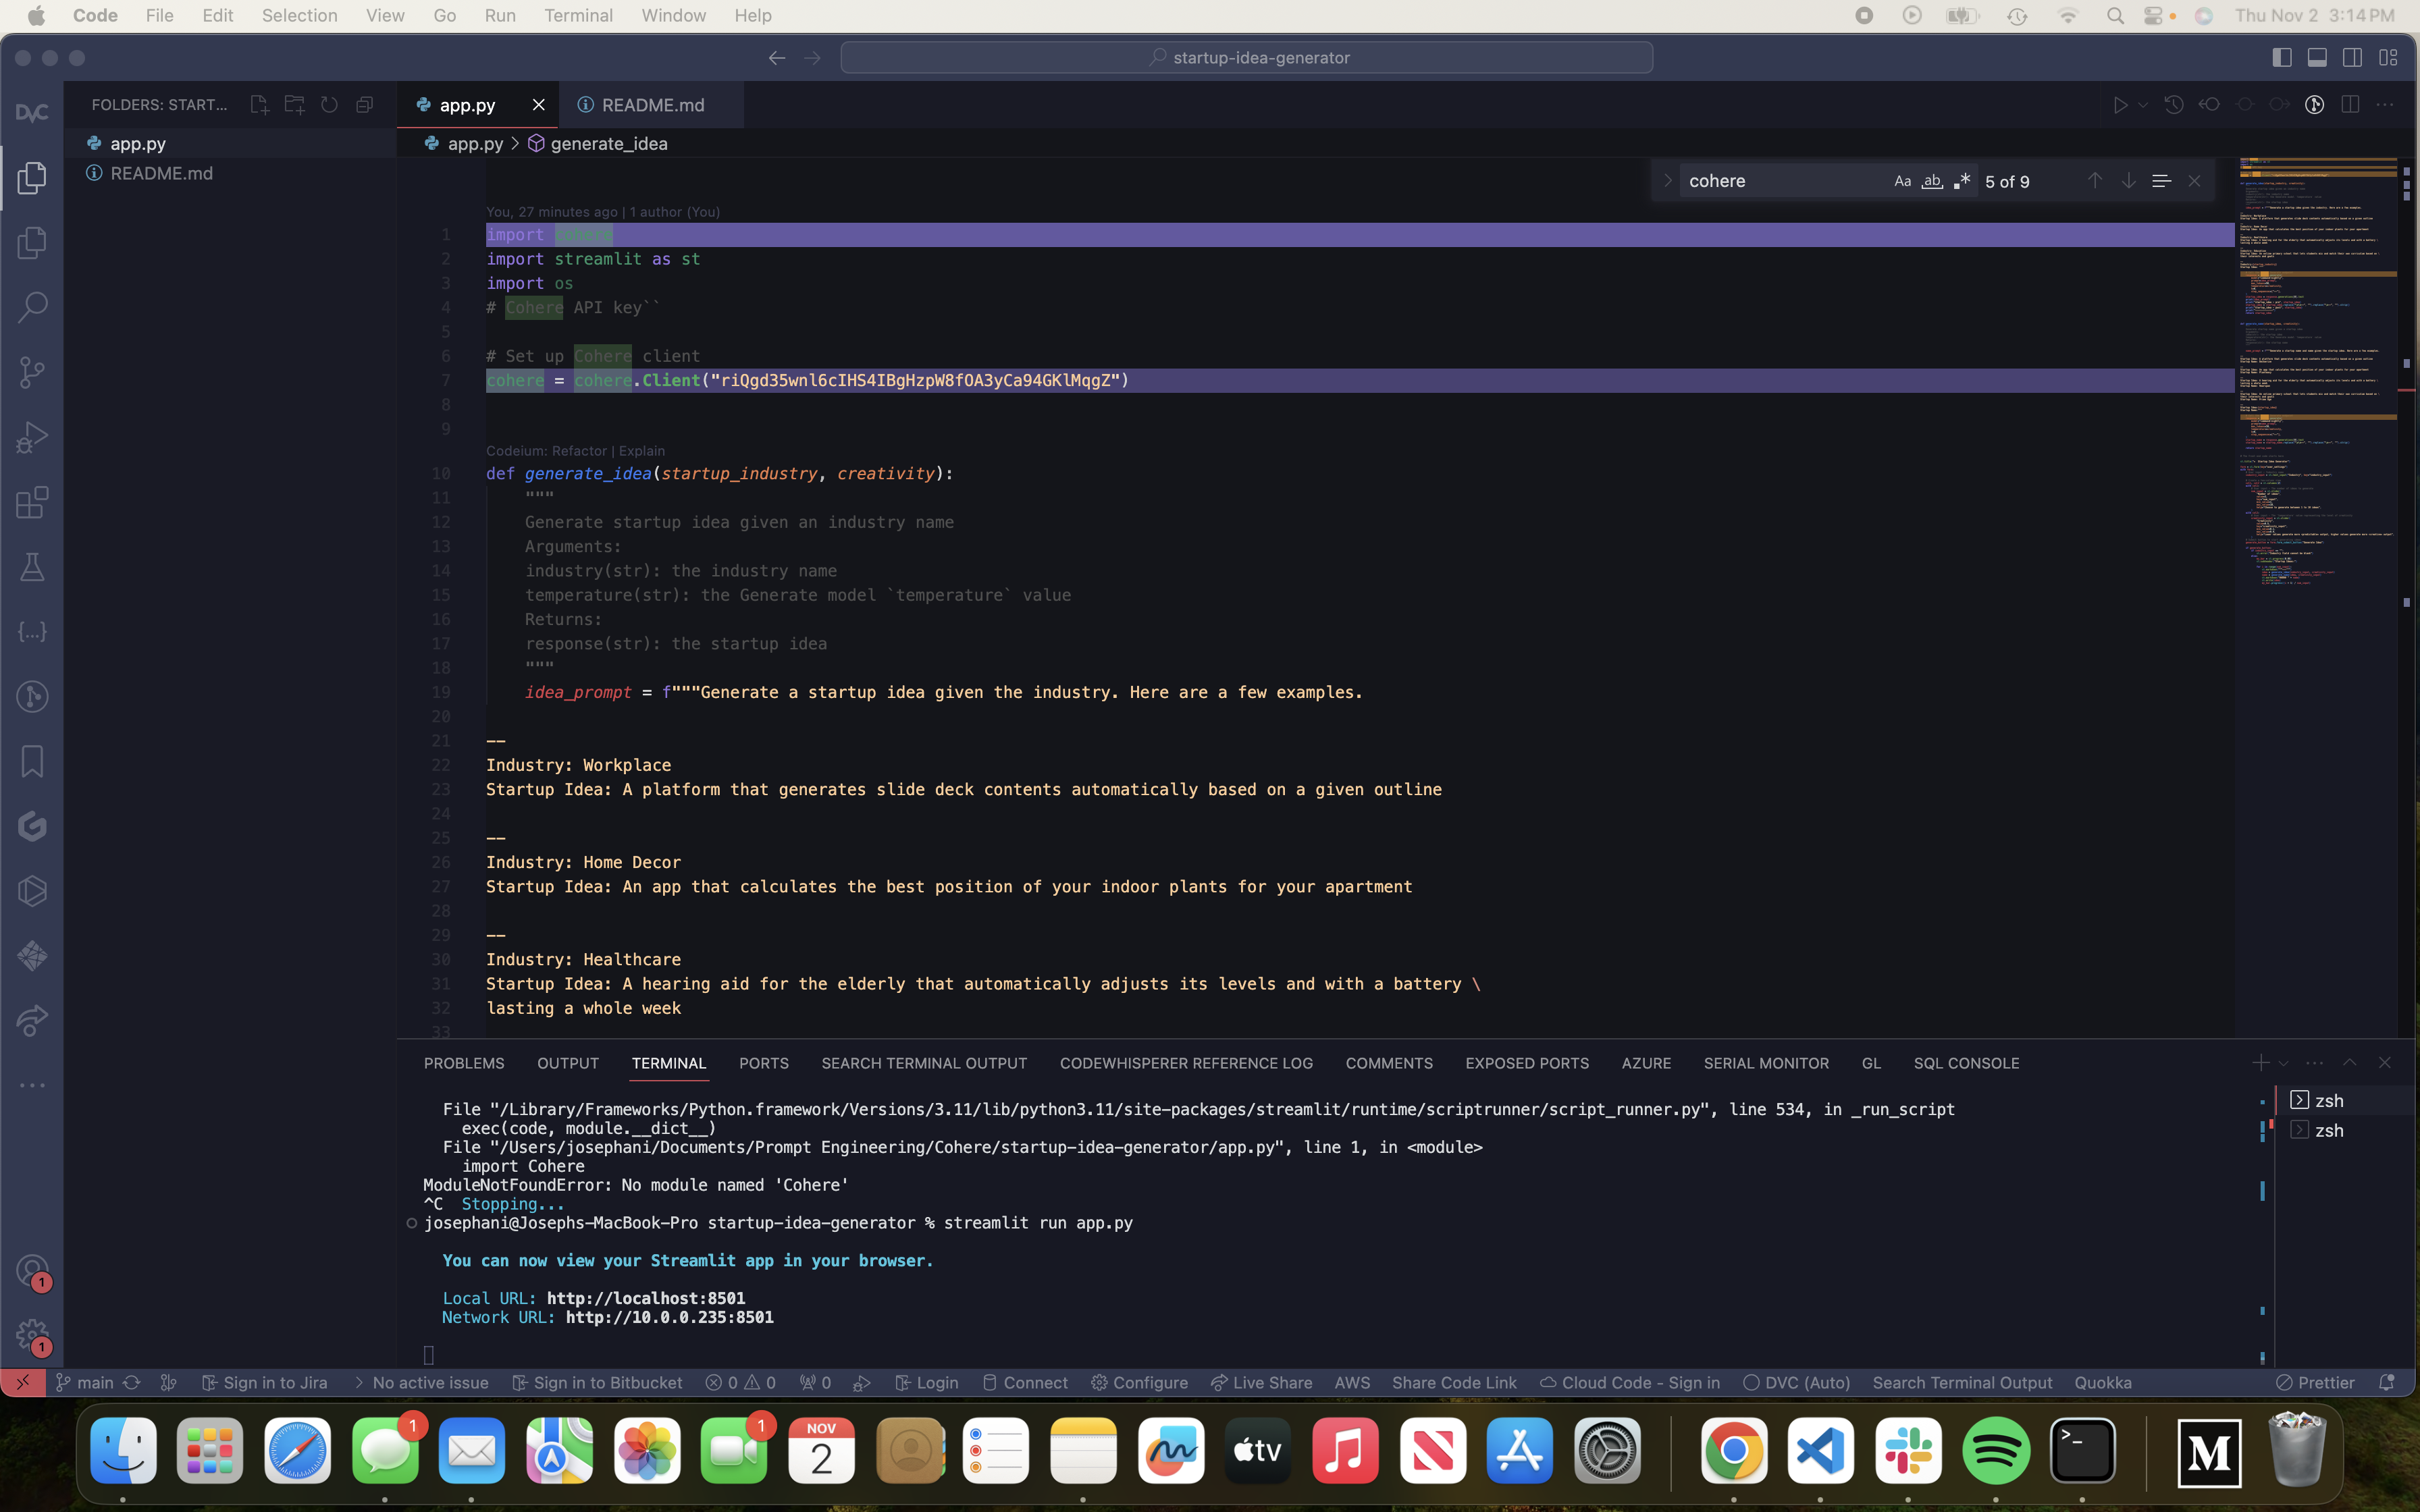 Code File Edit Selection View Go Run Terminal Window Help Thu Nov 2 3:14 PM
startup-idea-generator
DVC FOLDERS: START... app.py README.md
app.py app.py > generate_idea
README.md
cohere Aa ab 5 of 9
You, 27 minutes ago | 1 author (You)
1 import cohere
2 import streamlit as st
3 import os
4 # Cohere API key``
5
6 # Set up Cohere client
7 cohere = cohere.Client("riQgd35wnl6cIHS4IBgHzpW8fOA3yCa94GKlMqgZ")
8
9
Codeium: Refactor | Explain
10 def generate_idea(startup_industry, creativity):
11 """
12 Generate startup idea given an industry name
13 Arguments:
14 industry(str): the industry name
15 temperature(str): the Generate model `temperature` value
16 Returns:
17 response(str): the startup idea
18 """
19 idea_prompt = f"""Generate a startup idea given the industry. Here are a few examples.
20
21 --
22 Industry: Workplace
23 Startup Idea: A platform that generates slide deck contents automatically based on a given outline
24
25 --
26 Industry: Home Decor
27 Startup Idea: An app that calculates the best position of your indoor plants for your apartment
28
29 --
30 Industry: Healthcare
31 Startup Idea: A hearing aid for the elderly that automatically adjusts its levels and with a battery \
32 lasting a whole week
33
PROBLEMS OUTPUT TERMINAL PORTS SEARCH TERMINAL OUTPUT CODEWHISPERER REFERENCE LOG COMMENTS EXPOSED PORTS AZURE SERIAL MONITOR GL SQL CONSOLE
File "/Library/Frameworks/Python.framework/Versions/3.11/lib/python3.11/site-packages/streamlit/runtime/scriptrunner/script_runner.py", line 534, in _run_script
exec(code, module.__dict__)
File "/Users/josephani/Documents/Prompt Engineering/Cohere/startup-idea-generator/app.py", line 1, in <module>
import Cohere
ModuleNotFoundError: No module named 'Cohere'
^C Stopping...
josephani@Josephs-MacBook-Pro startup-idea-generator % streamlit run app.py
You can now view your Streamlit app in your browser.
Local URL: http://localhost:8501
Network URL: http://10.0.0.235:8501
zsh
zsh
1
1
main Sign in to Jira No active issue Sign in to Bitbucket 0 0 0 Login Connect Configure Live Share AWS Share Code Link Cloud Code - Sign in DVC (Auto) Search Terminal Output Quokka Prettier
1 1 NOV 2 tv M